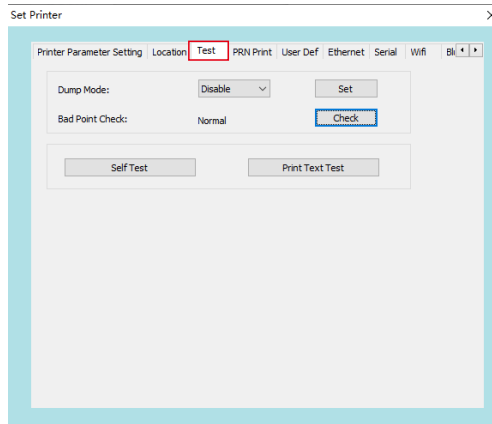 Set Printer
Printer Parameter Setting Location Test PRN Print User Def Ethernet Serial Wifi
Dump Mode: Disable Set
Bad Point Check: Normal Check
Self Test Print Text Test